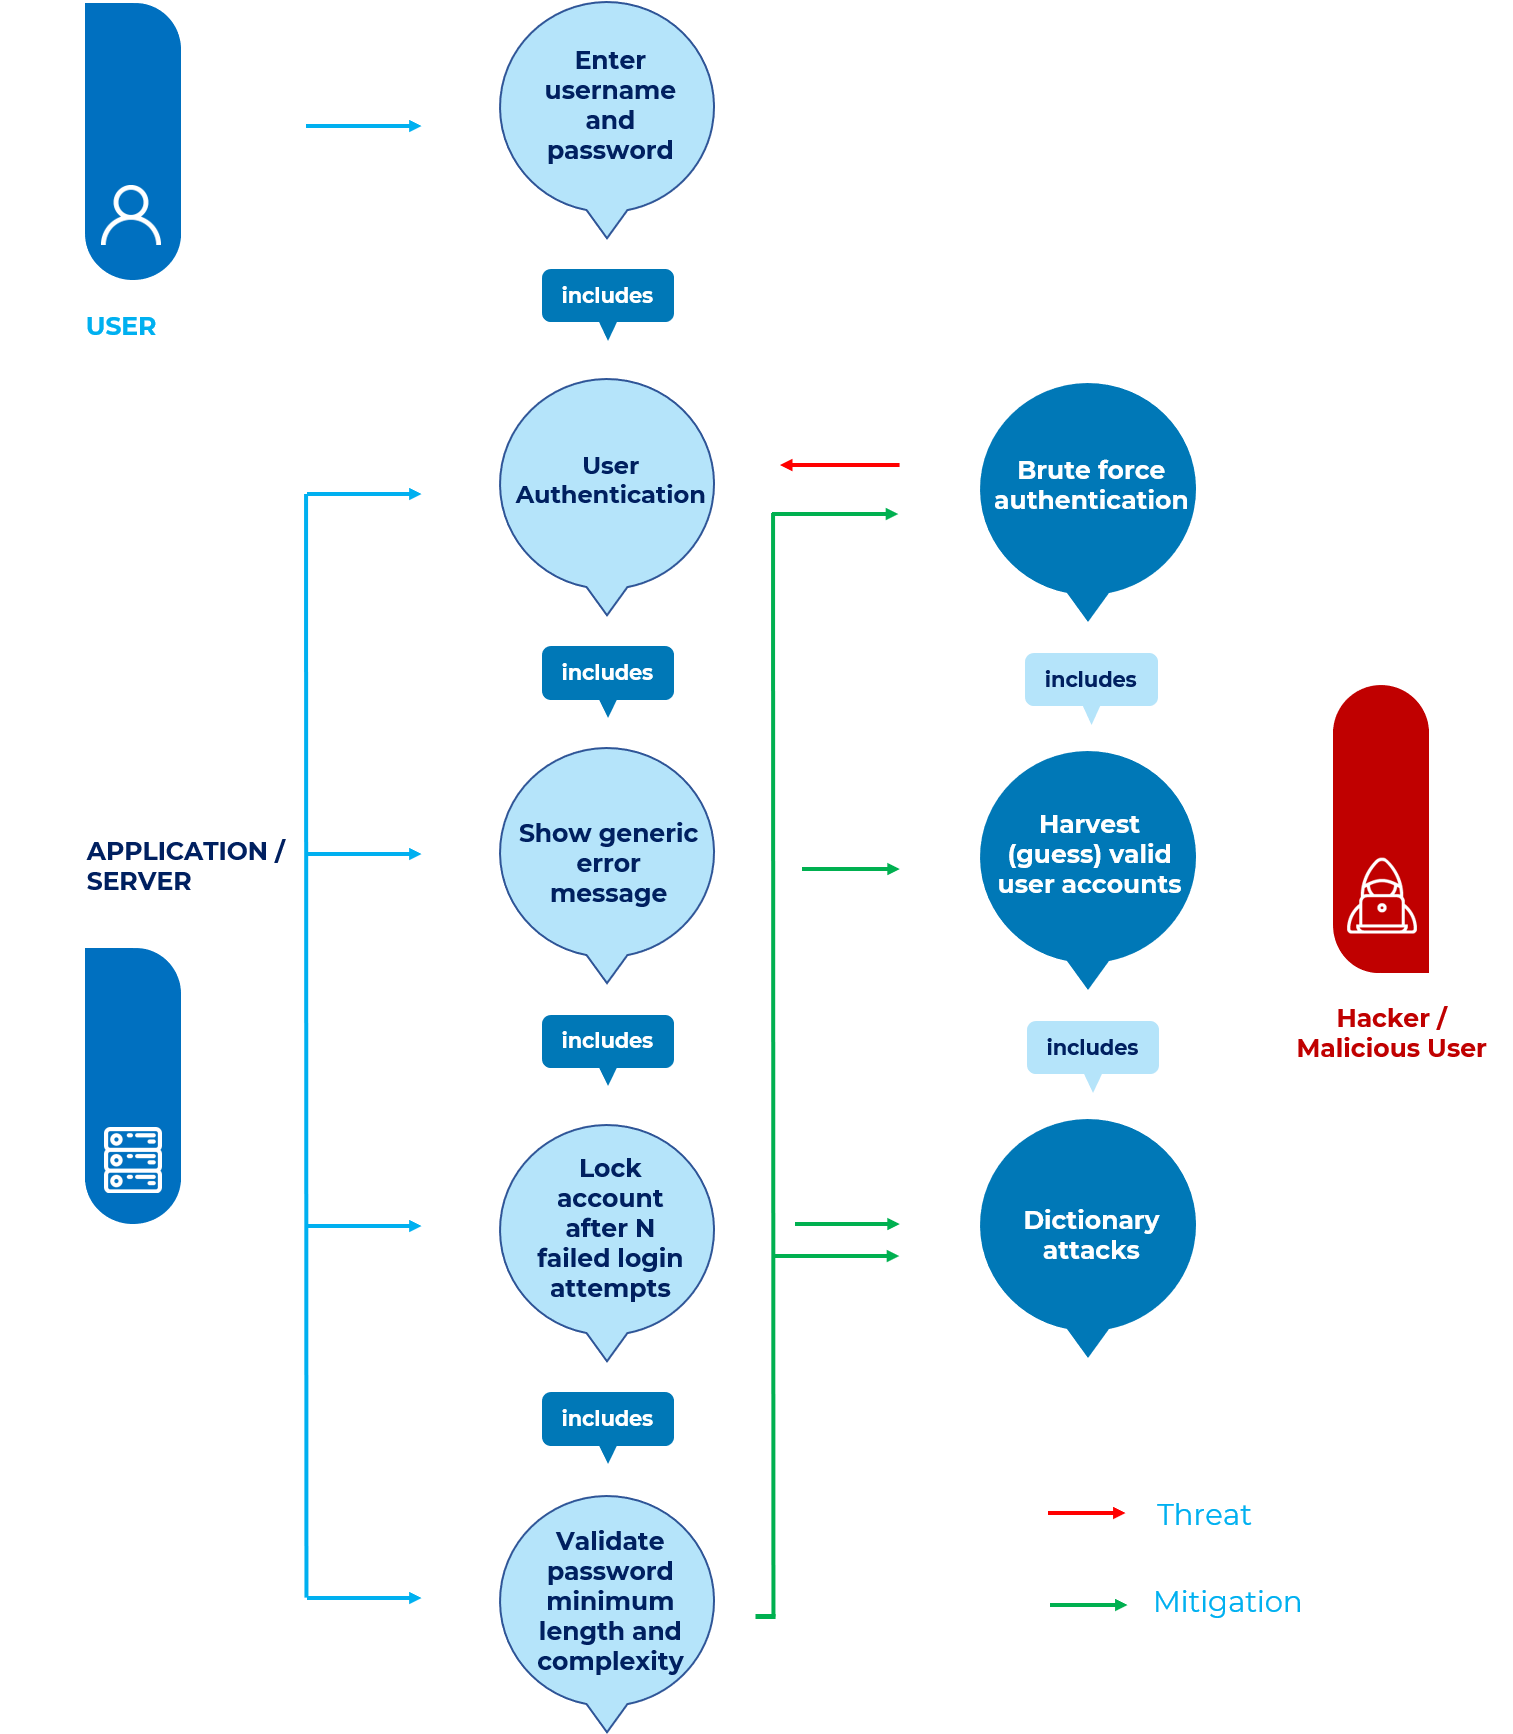 Enter
username
and
password
USER
includes
User
Authentication
Brute force
authentication
includes
includes
Show generic
error
message
Harvest
(guess) valid
user accounts
APPLICATION /
SERVER
Hacker /
Malicious User
includes
includes
Lock
account
after N
failed login
attempts
Dictionary
attacks
includes
Validate
password
minimum
length and
complexity
Threat
Mitigation